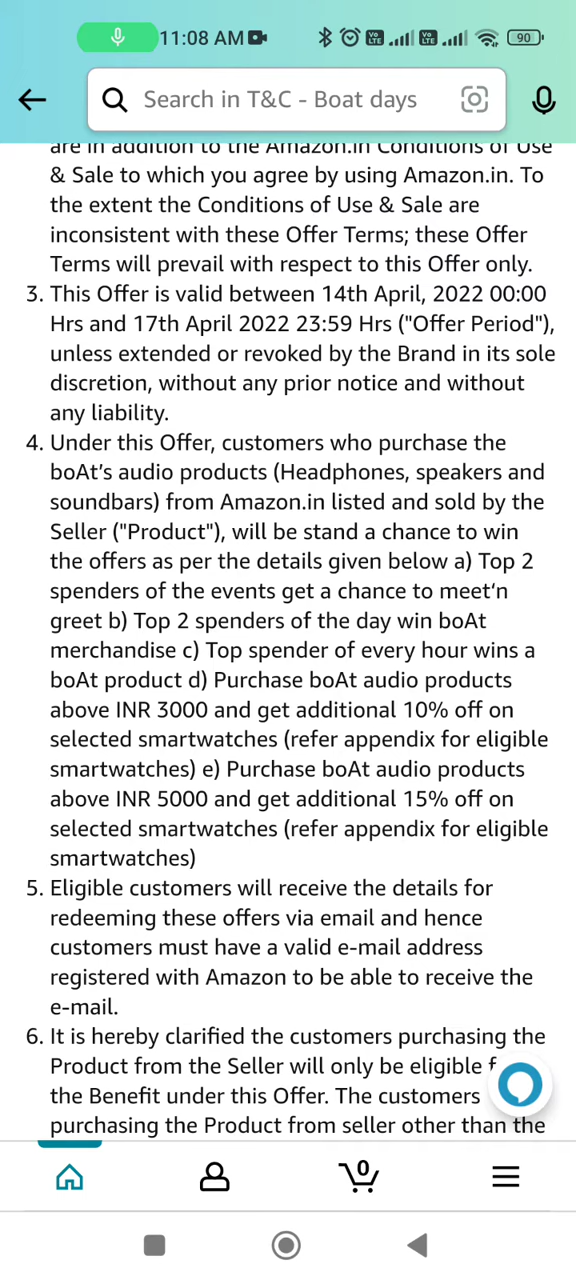 11:08 AM
Vo LTE
Vo LTE
90
Search in T&C - Boat days
are in addition to the Amazon.in Conditions of Use
& Sale to which you agree by using Amazon.in. To
the extent the Conditions of Use & Sale are
inconsistent with these Offer Terms; these Offer
Terms will prevail with respect to this Offer only.
3. This Offer is valid between 14th April, 2022 00:00
Hrs and 17th April 2022 23:59 Hrs ("Offer Period"),
unless extended or revoked by the Brand in its sole
discretion, without any prior notice and without
any liability.
4. Under this Offer, customers who purchase the
boAt’s audio products (Headphones, speakers and
soundbars) from Amazon.in listed and sold by the
Seller ("Product"), will be stand a chance to win
the offers as per the details given below a) Top 2
spenders of the events get a chance to meet‘n
greet b) Top 2 spenders of the day win boAt
merchandise c) Top spender of every hour wins a
boAt product d) Purchase boAt audio products
above INR 3000 and get additional 10% off on
selected smartwatches (refer appendix for eligible
smartwatches) e) Purchase boAt audio products
above INR 5000 and get additional 15% off on
selected smartwatches (refer appendix for eligible
smartwatches)
5. Eligible customers will receive the details for
redeeming these offers via email and hence
customers must have a valid e-mail address
registered with Amazon to be able to receive the
e-mail.
6. It is hereby clarified the customers purchasing the
Product from the Seller will only be eligible
the Benefit under this Offer. The customers
purchasing the Product from seller other than the
0